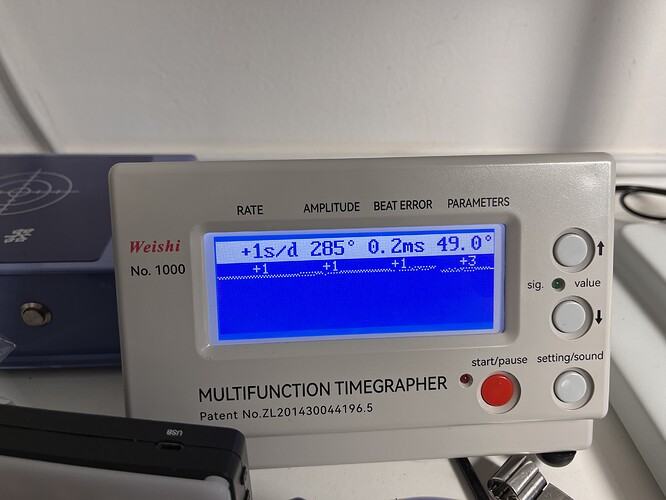 RATE AMPLITUDE BEAT ERROR PARAMETERS
Weishi
No. 1000
+1s/d 285° 0.2ms 49.0°
+1 +1 +1 +3
sig. value
start/pause setting/sound
MULTIFUNCTION TIMEGRAPHER
Patent No.ZL201430044196.5
USB